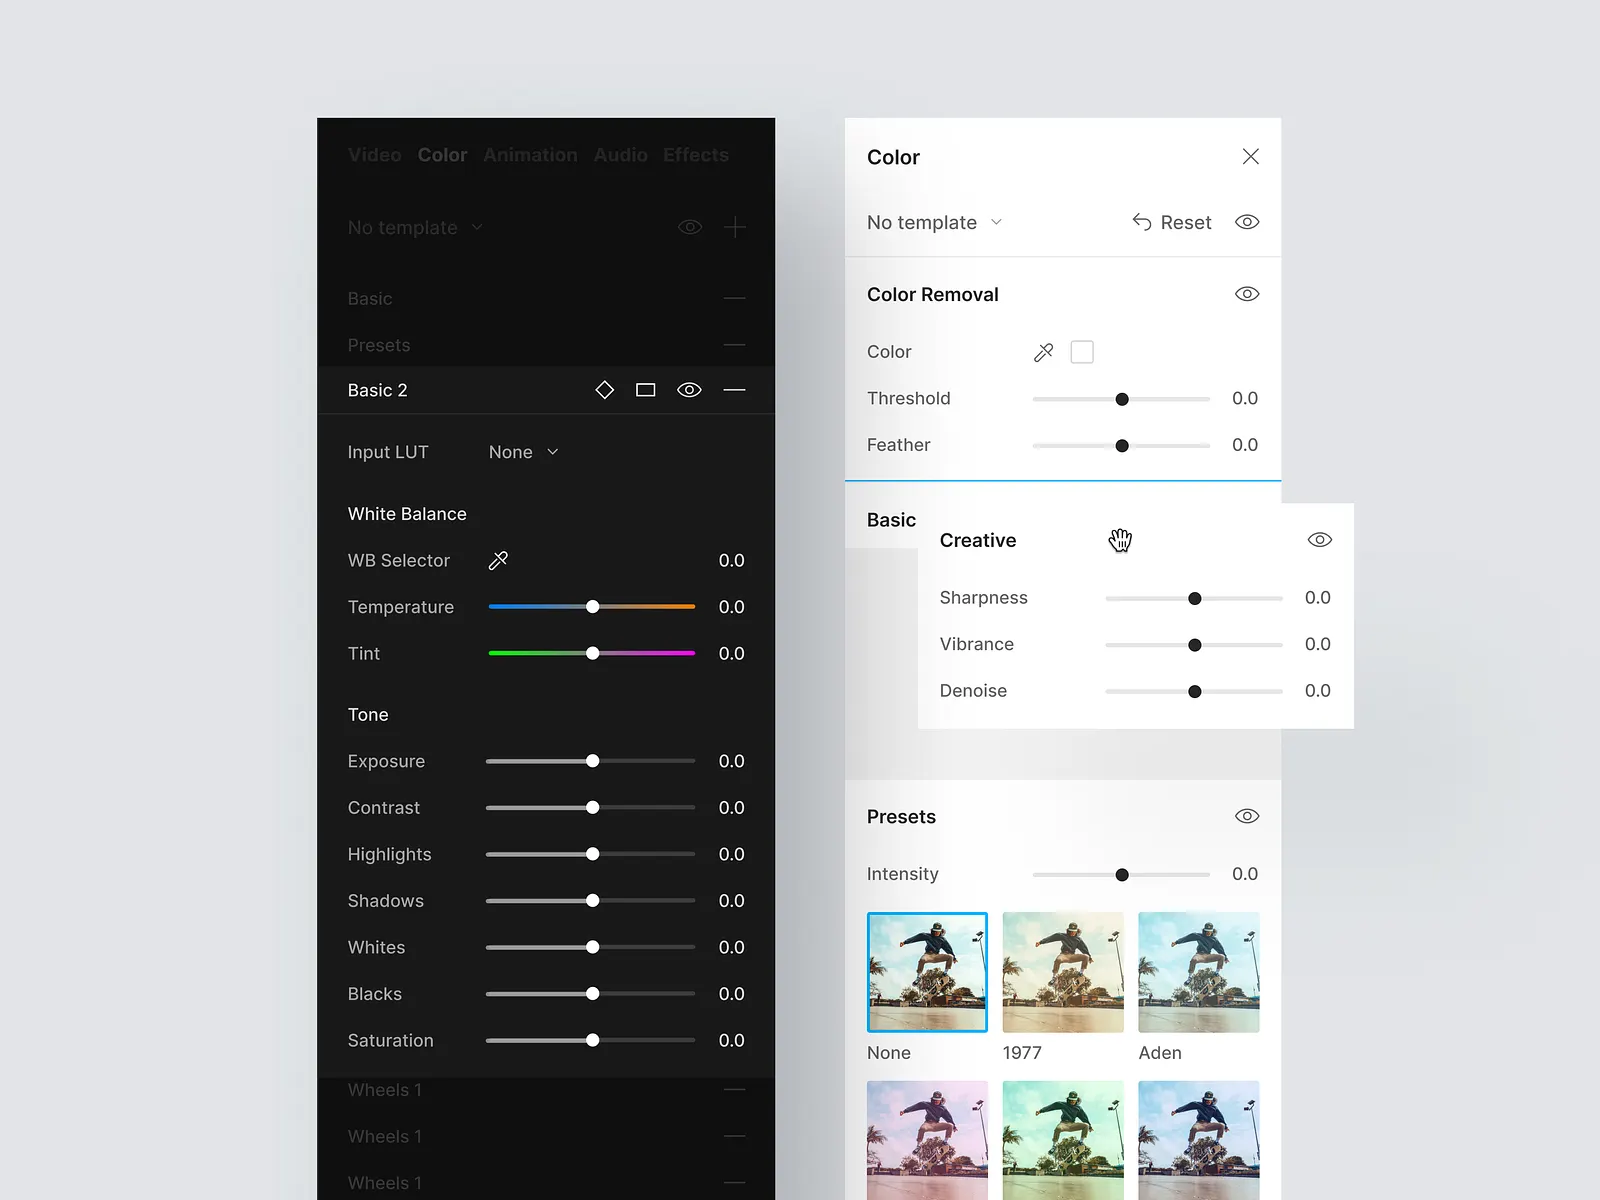 Video Color Animation Audio Effects
No template
Basic
Presets
Basic 2
Input LUT None
White Balance
WB Selector 0.0
Temperature 0.0
Tint 0.0
Tone
Exposure 0.0
Contrast 0.0
Highlights 0.0
Shadows 0.0
Whites 0.0
Blacks 0.0
Saturation 0.0
Wheels 1
Wheels 1
Wheels 1
Color
No template Reset
Color Removal
Color
Threshold 0.0
Feather 0.0
Basic
Creative
Sharpness 0.0
Vibrance 0.0
Denoise 0.0
Presets
Intensity 0.0
None 1977 Aden